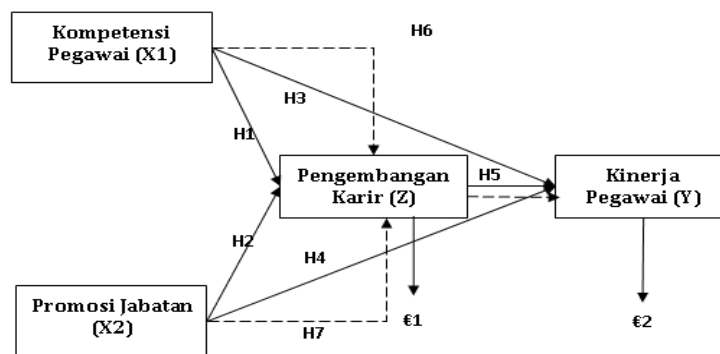 Kompetensi
Pegawai (X1)
H6
H3
H1
Pengembangan
Karir (Z)
H5
Kinerja
Pegawai (Y)
H2
H4
Promosi Jabatan
(X2)
H7
€1
€2